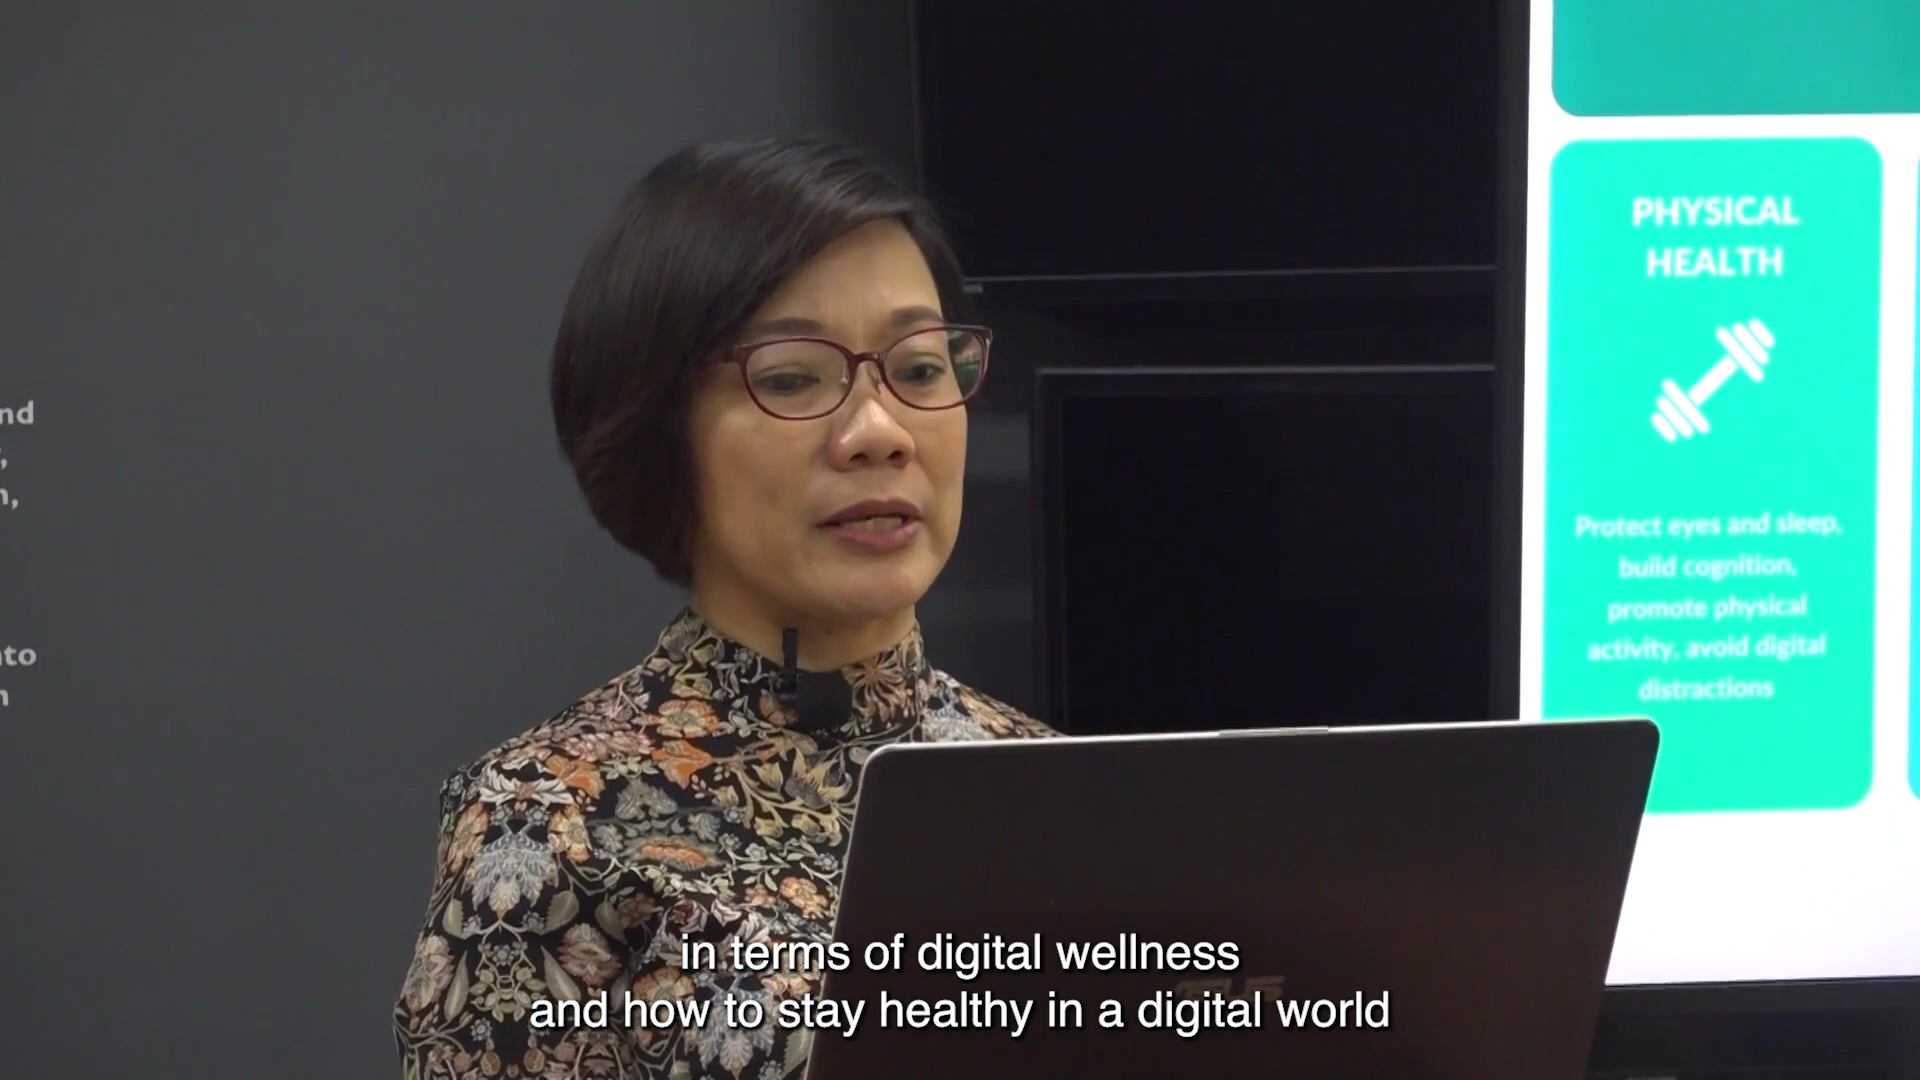 nd
,
n,
nto
n
PHYSICAL
HEALTH
Protect eyes and sleep,
build cognition,
promote physical
activity, avoid digital
distractions
in terms of digital wellness
and how to stay healthy in a digital world